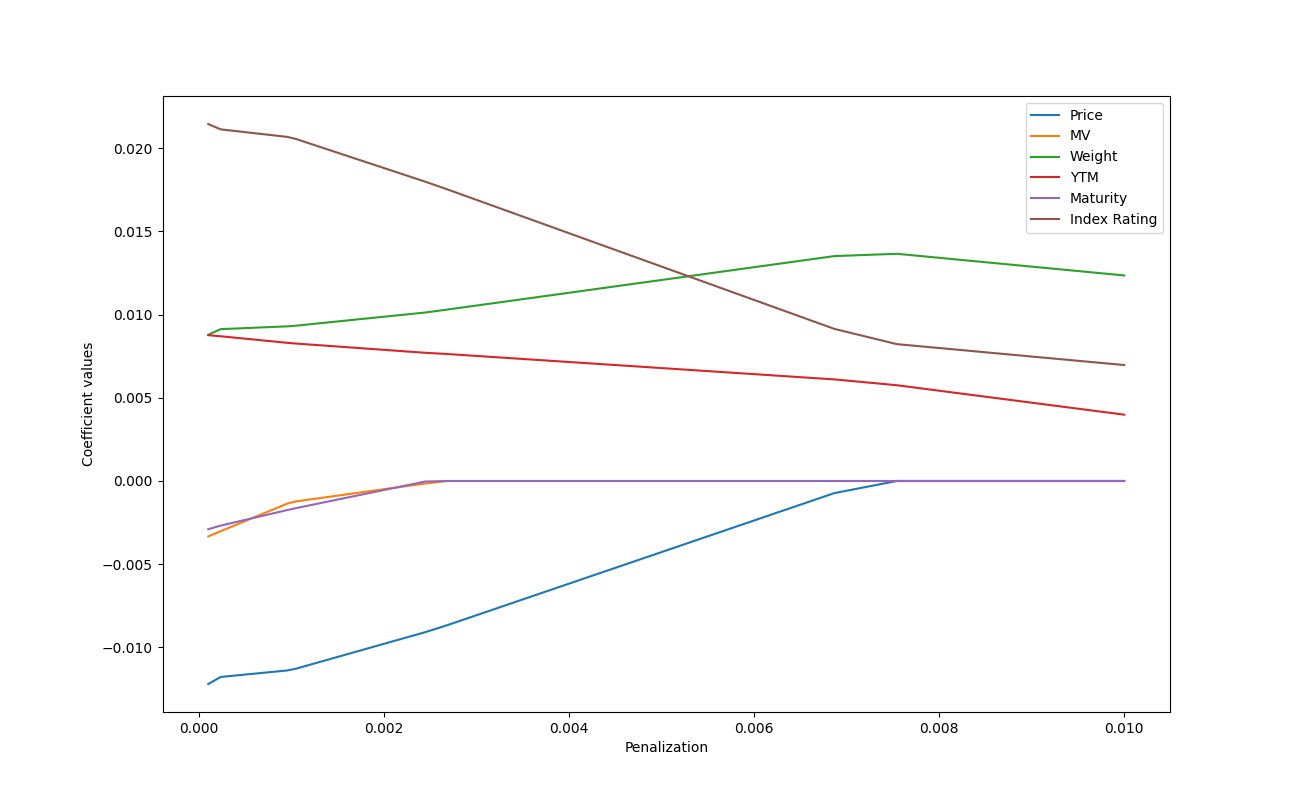 Price
MV
Weight
YTM
Maturity
Index Rating
0.020
0.015
0.010
0.005
0.000
−0.005
−0.010
Coefficient values
0.000 0.002 0.004 0.006 0.008 0.010
Penalization